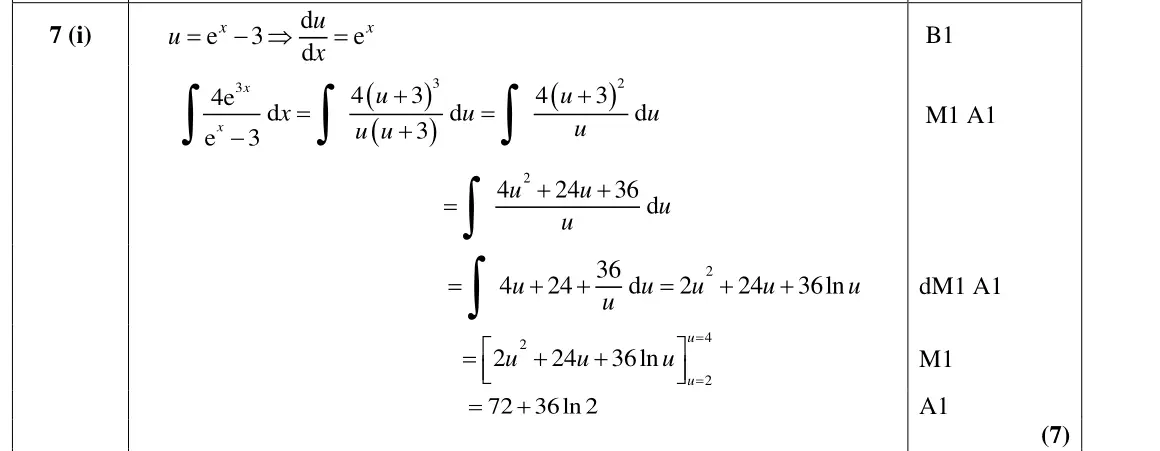 7 (i) u = e^x − 3 ⇒ du/dx = e^x B1
∫ 4e^{3x}/(e^x − 3) dx = ∫ 4(u + 3)^3/(u(u + 3)) du = ∫ 4(u + 3)^2/u du M1 A1
= ∫ (4u^2 + 24u + 36)/u du
= ∫ 4u + 24 + 36/u du = 2u^2 + 24u + 36 ln u dM1 A1
= [2u^2 + 24u + 36 ln u]_{u=2}^{u=4} M1
= 72 + 36 ln 2 A1
(7)